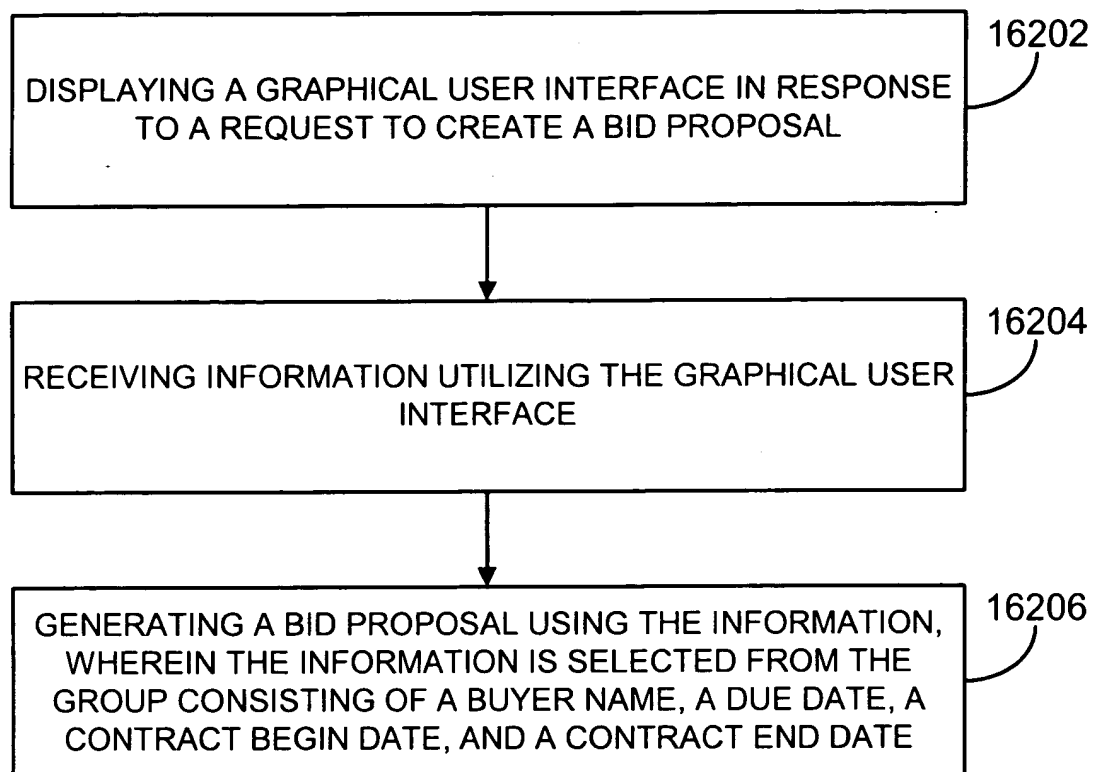 16202
DISPLAYING A GRAPHICAL USER INTERFACE IN RESPONSE
TO A REQUEST TO CREATE A BID PROPOSAL
16204
RECEIVING INFORMATION UTILIZING THE GRAPHICAL USER
INTERFACE
16206
GENERATING A BID PROPOSAL USING THE INFORMATION,
WHEREIN THE INFORMATION IS SELECTED FROM THE
GROUP CONSISTING OF A BUYER NAME, A DUE DATE, A
CONTRACT BEGIN DATE, AND A CONTRACT END DATE